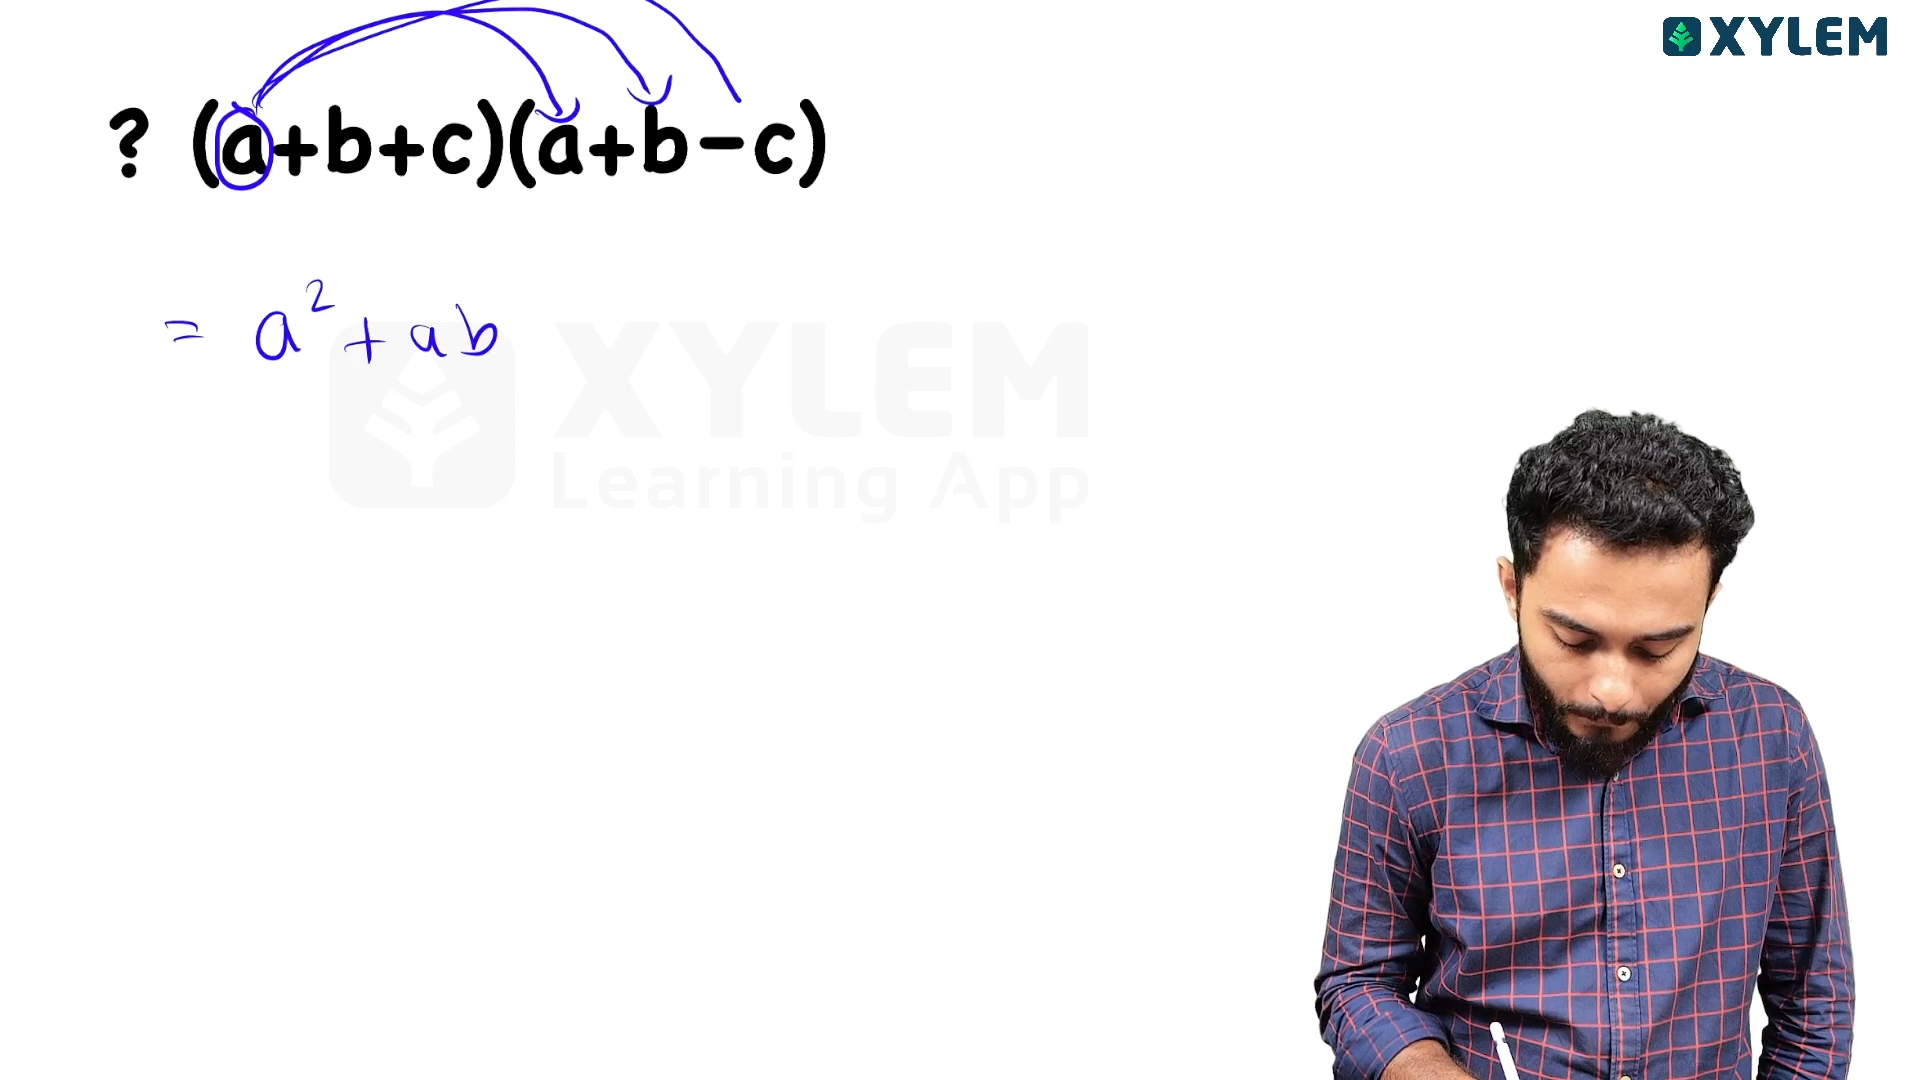 XYLEM
? (a+b+c)(a+b-c)
= a² + ab
XYLEM
Learning App